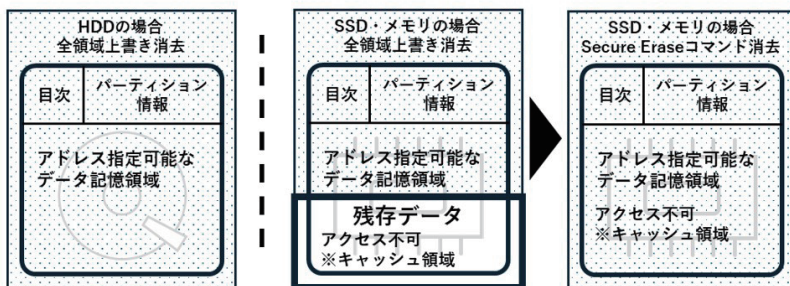 HDDの場合
全領域上書き消去
目次
パーティション
情報
アドレス指定可能な
データ記憶領域
SSD・メモリの場合
全領域上書き消去
目次
パーティション
情報
アドレス指定可能な
データ記憶領域
残存データ
アクセス不可
※キャッシュ領域
SSD・メモリの場合
Secure Eraseコマンド消去
目次
パーティション
情報
アドレス指定可能な
データ記憶領域
アクセス不可
※キャッシュ領域